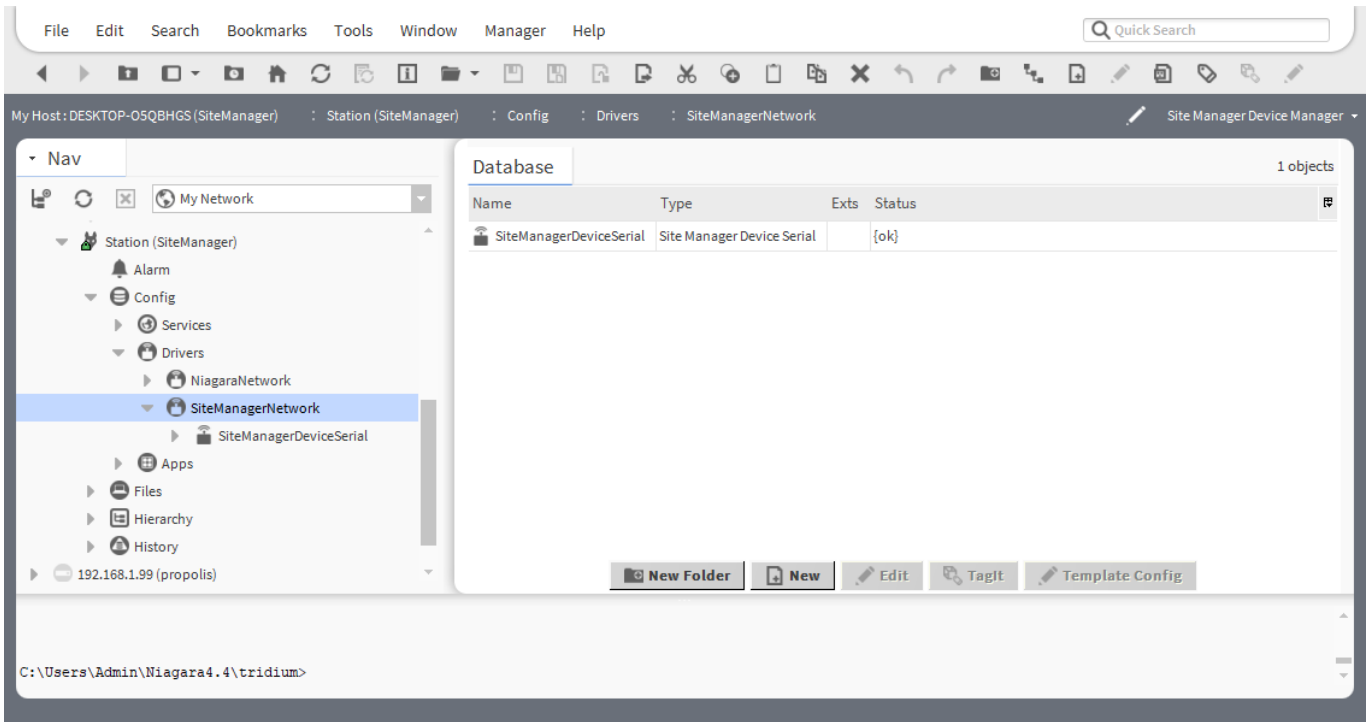 File Edit Search Bookmarks Tools Window Manager Help Quick Search
My Host : DESKTOP-O5QBHGS (SiteManager) : Station (SiteManager) : Config : Drivers : SiteManagerNetwork Site Manager Device Manager
Nav
My Network
Station (SiteManager)
Alarm
Config
Services
Drivers
NiagaraNetwork
SiteManagerNetwork
SiteManagerDeviceSerial
Apps
Files
Hierarchy
History
192.168.1.99 (propolis)
Database 1 objects
Name Type Exts Status
SiteManagerDeviceSerial Site Manager Device Serial {ok}
New Folder New Edit TagIt Template Config
C:\Users\Admin\Niagara4.4\tridium>